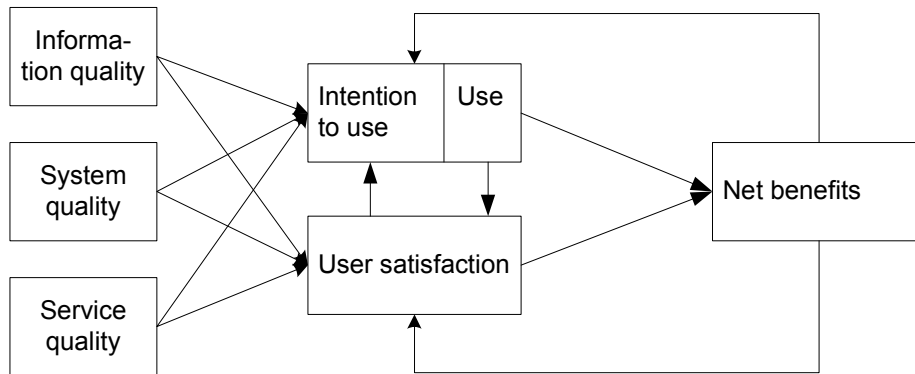 Informa-
tion quality
System
quality
Service
quality
Intention
to use
Use
User satisfaction
Net benefits